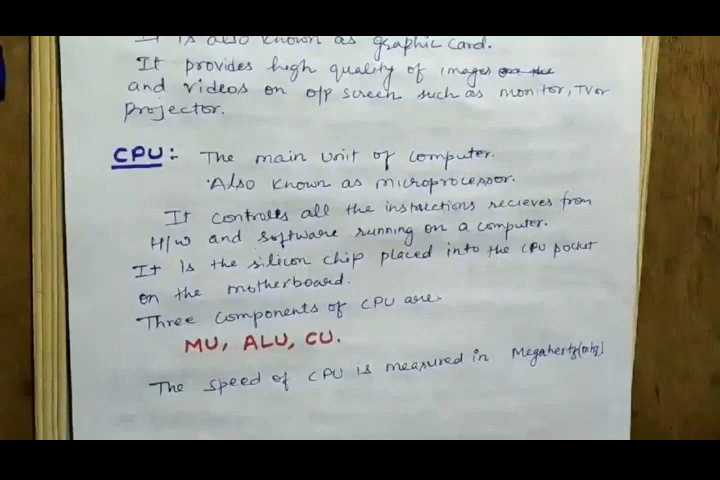 It is also known as graphic card.
It provides high quality of images on the
and videos on o/p screen such as monitor, TV or
projector.
CPU:- The main unit of computer.
Also known as microprocessor.
It controlls all the instructions recieves from
H/w and software running on a computer.
It is the silicon chip placed into the CPU pocket
on the motherboard.
Three components of CPU are.
MU, ALU, CU.
The speed of CPU is measured in Megahertz(mhz)